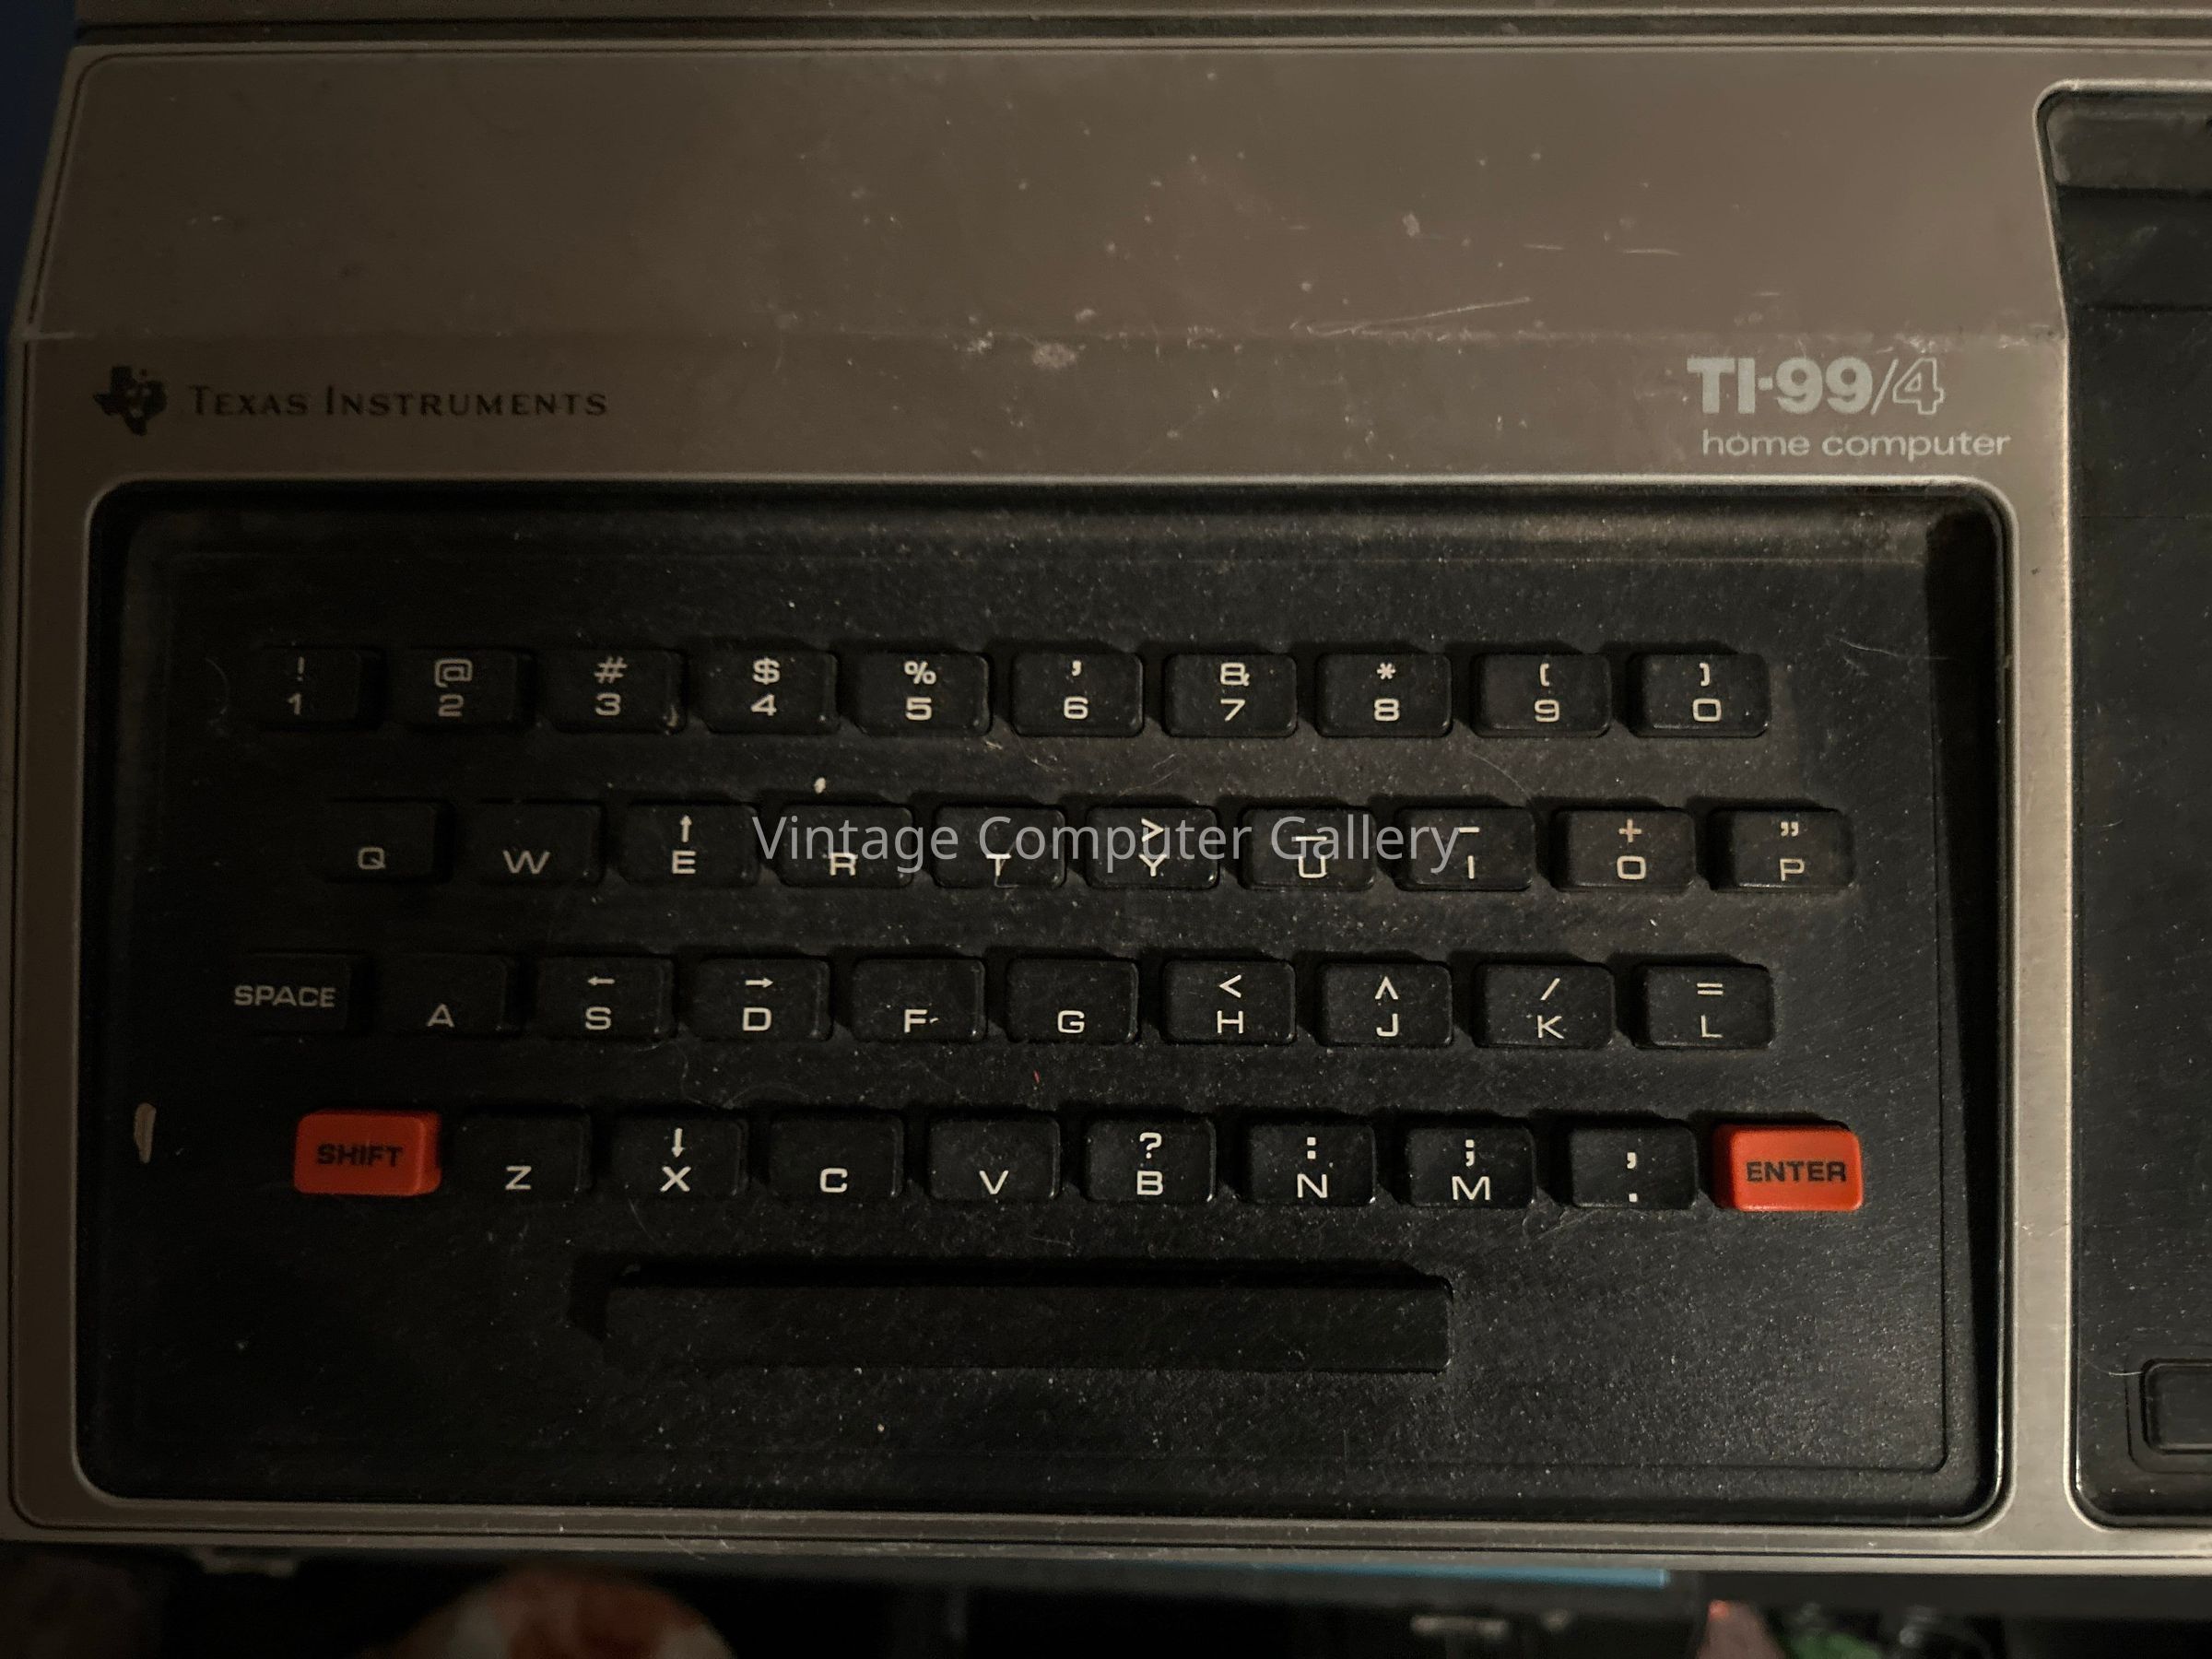 TEXAS INSTRUMENTS
TI-99/4
home computer
! @ # $ % ' & * ( )
1 2 3 4 5 6 7 8 9 0
↑ > _ - + "
Q W E R T Y U I O P
Vintage Computer Gallery
← → < ^ / =
SPACE A S D F G H J K L
↓ ? : ; ,
SHIFT Z X C V B N M . ENTER